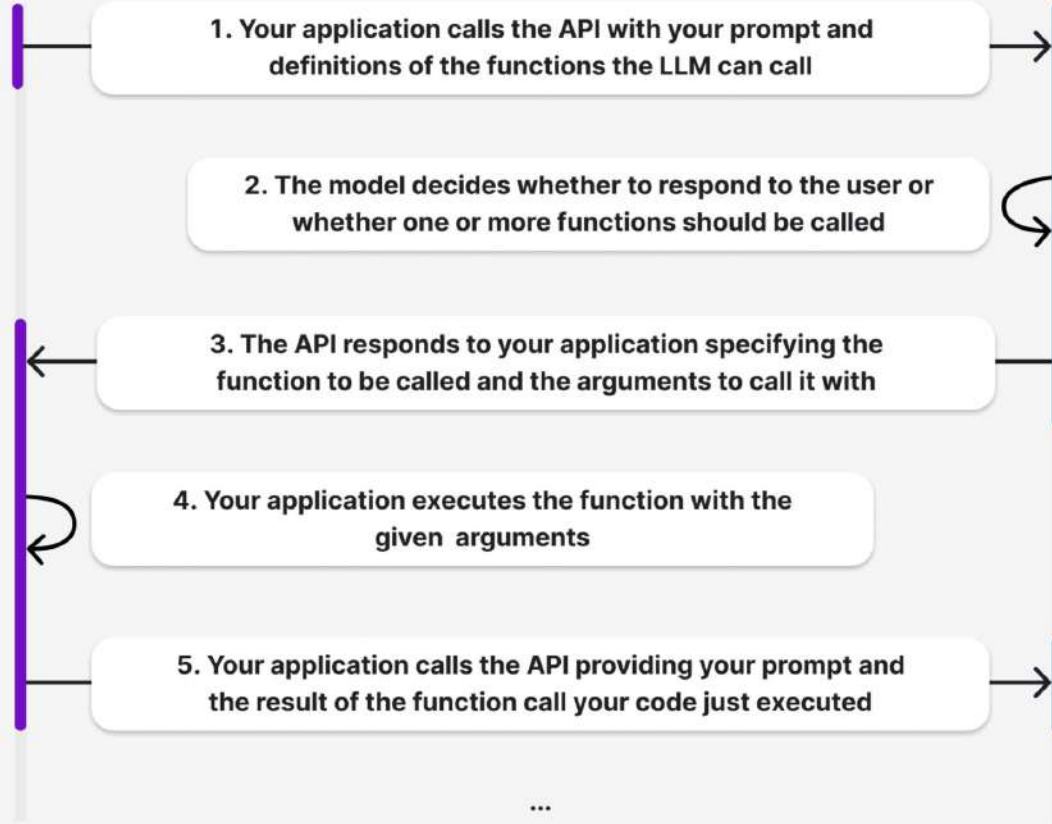 1. Your application calls the API with your prompt and
definitions of the functions the LLM can call
2. The model decides whether to respond to the user or
whether one or more functions should be called
3. The API responds to your application specifying the
function to be called and the arguments to call it with
4. Your application executes the function with the
given arguments
5. Your application calls the API providing your prompt and
the result of the function call your code just executed
...